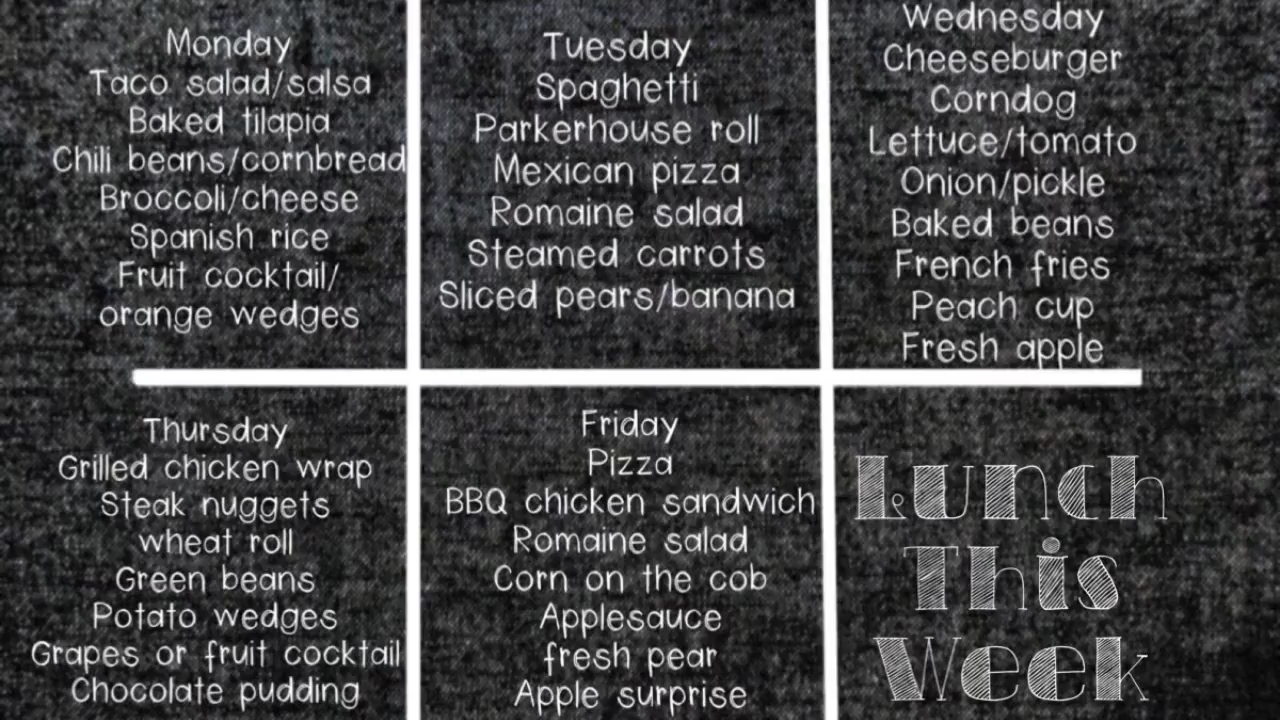 Monday
Taco salad/salsa
Baked tilapia
Chili beans/cornbread
Broccoli/cheese
Spanish rice
Fruit cocktail/
orange wedges
Tuesday
Spaghetti
Parkerhouse roll
Mexican pizza
Romaine salad
Steamed carrots
Sliced pears/banana
Wednesday
Cheeseburger
Corndog
Lettuce/tomato
Onion/pickle
Baked beans
French fries
Peach cup
Fresh apple
Thursday
Grilled chicken wrap
Steak nuggets
wheat roll
Green beans
Potato wedges
Grapes or fruit cocktail
Chocolate pudding
Friday
Pizza
BBQ chicken sandwich
Romaine salad
Corn on the cob
Applesauce
fresh pear
Apple surprise
Lunch
This
Week